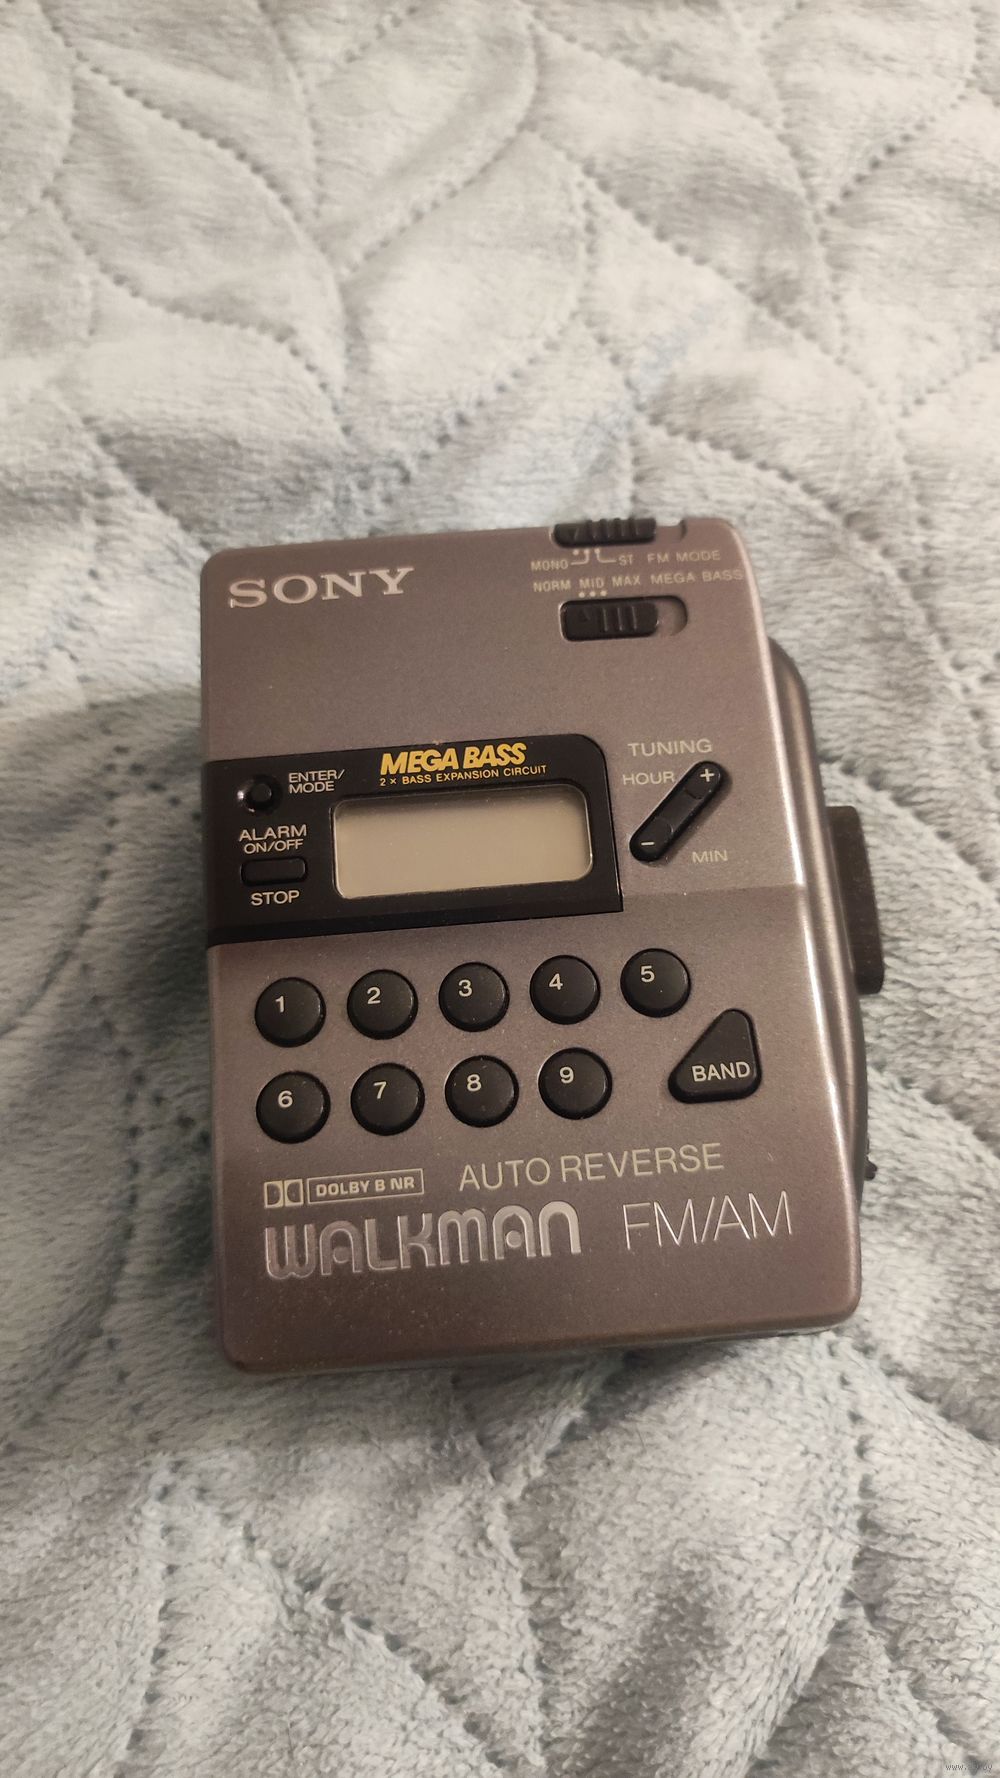 SONY
MONO ST FM MODE
NORM MID MAX MEGA BASS
MEGA BASS
2 × BASS EXPANSION CIRCUIT
ENTER/
MODE
ALARM
ON/OFF
STOP
TUNING
HOUR +
−
MIN
1 2 3 4 5
6 7 8 9
BAND
DOLBY B NR AUTO REVERSE
WALKMAN FM/AM